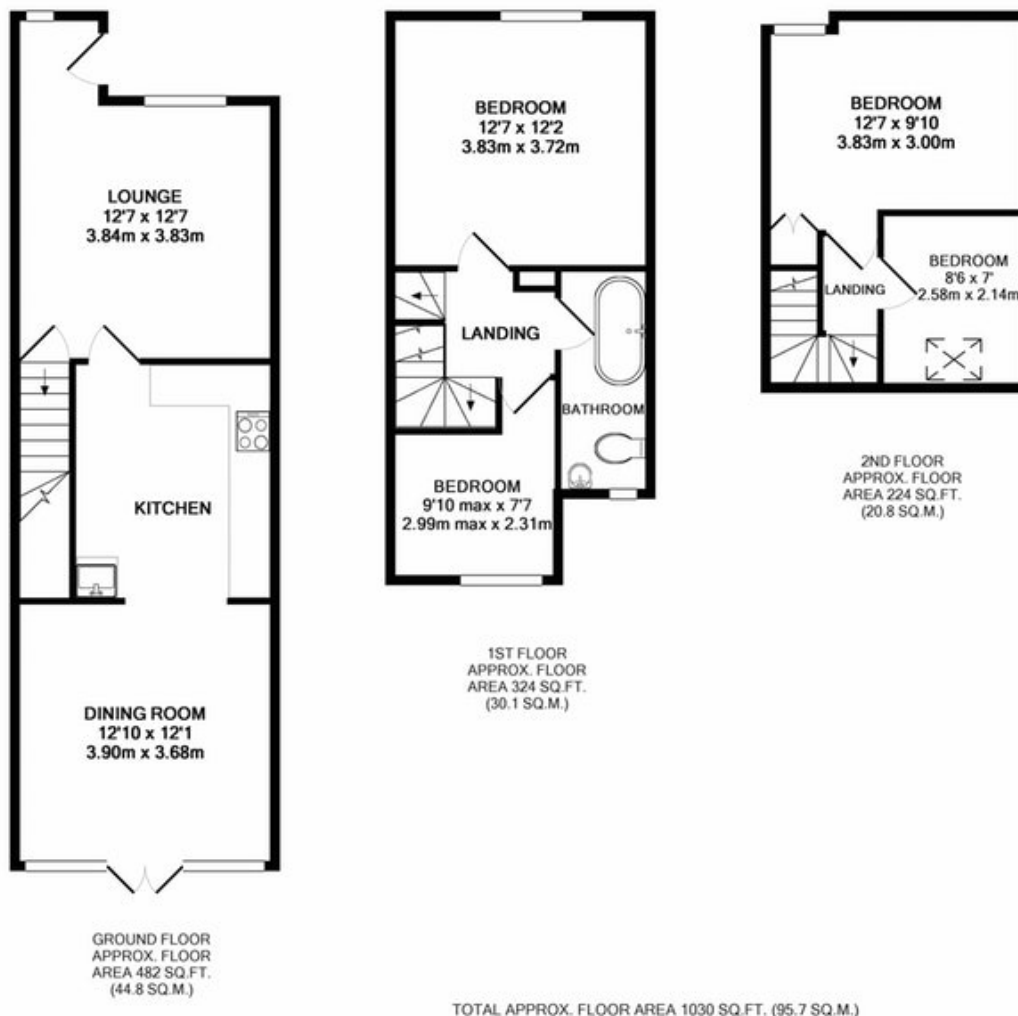 LOUNGE
12'7 x 12'7
3.84m x 3.83m
KITCHEN
DINING ROOM
12'10 x 12'1
3.90m x 3.68m
GROUND FLOOR
APPROX. FLOOR
AREA 482 SQ.FT.
(44.8 SQ.M.)
BEDROOM
12'7 x 12'2
3.83m x 3.72m
LANDING
BATHROOM
BEDROOM
9'10 max x 7'7
2.99m max x 2.31m
1ST FLOOR
APPROX. FLOOR
AREA 324 SQ.FT.
(30.1 SQ.M.)
BEDROOM
12'7 x 9'10
3.83m x 3.00m
BEDROOM
8'6 x 7'
2.58m x 2.14m
LANDING
2ND FLOOR
APPROX. FLOOR
AREA 224 SQ.FT.
(20.8 SQ.M.)
TOTAL APPROX. FLOOR AREA 1030 SQ.FT. (95.7 SQ.M.)